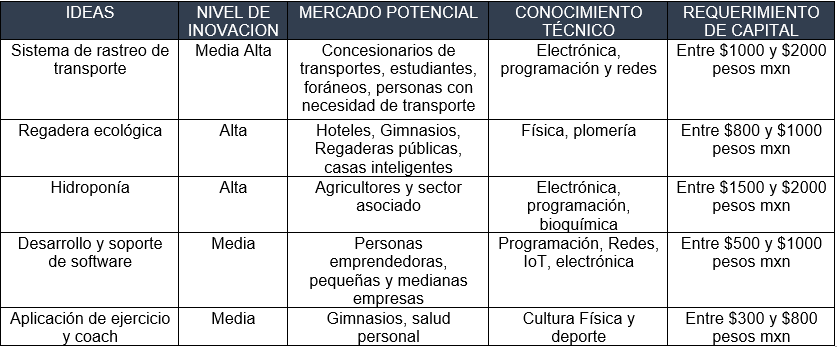 IDEAS
NIVEL DE
INOVACION
MERCADO POTENCIAL
CONOCIMIENTO
TÉCNICO
REQUERIMIENTO
DE CAPITAL
Sistema de rastreo de
transporte
Media Alta
Concesionarios de
transportes, estudiantes,
foráneos, personas con
necesidad de transporte
Electrónica,
programación y redes
Entre $1000 y $2000
pesos mxn
Regadera ecológica
Alta
Hoteles, Gimnasios,
Regaderas públicas,
casas inteligentes
Física, plomería
Entre $800 y $1000
pesos mxn
Hidroponía
Alta
Agricultores y sector
asociado
Electrónica,
programación,
bioquímica
Entre $1500 y $2000
pesos mxn
Desarrollo y soporte
de software
Media
Personas
emprendedoras,
pequeñas y medianas
empresas
Programación, Redes,
IoT, electrónica
Entre $500 y $1000
pesos mxn
Aplicación de ejercicio
y coach
Media
Gimnasios, salud
personal
Cultura Física y
deporte
Entre $300 y $800
pesos mxn